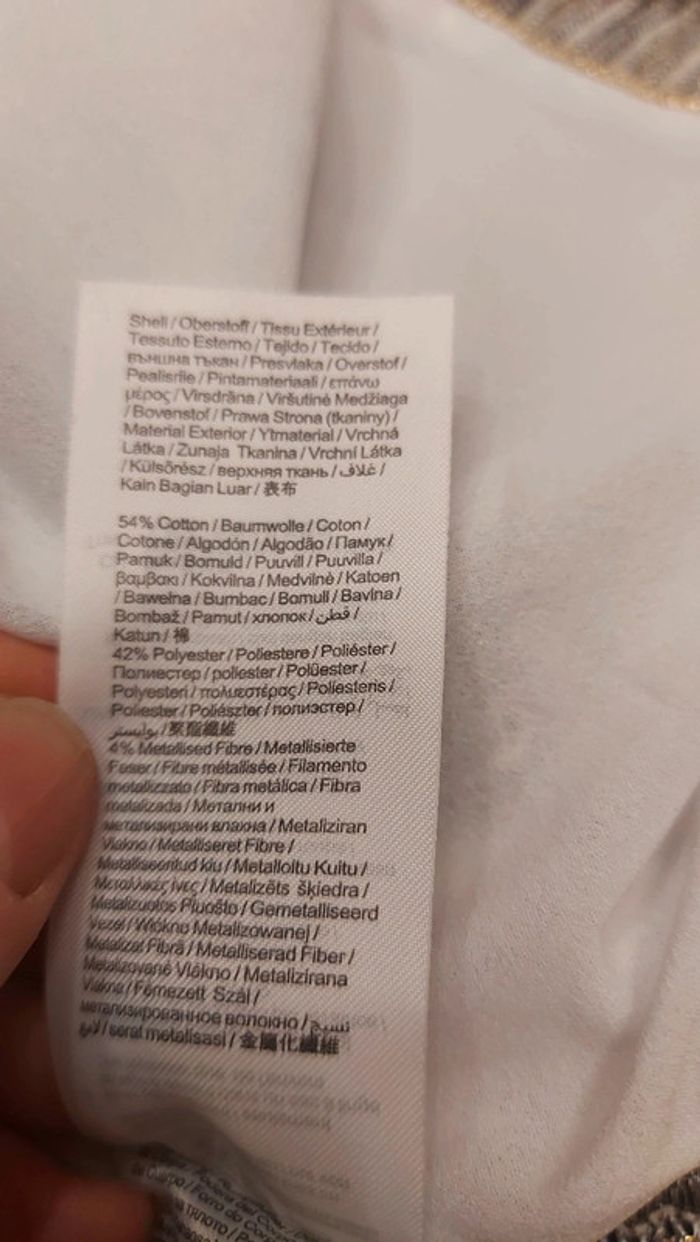 Shell / Oberstoff / Tissu Extérieur /
Tessuto Esterno / Tejido / Tecido /
външна тъкан / Presvlaka / Overstof /
Pealisriie / Pintamateriaali / επάνω
μέρος / Virsdrāna / Viršutinė Medžiaga
/ Bovenstof / Prawa Strona (tkaniny) /
Material Exterior / Ytmaterial / Vrchná
Látka / Zunaja Tkanina / Vrchní Látka
/ Külsőrész / верхняя ткань / غلاف /
Kain Bagian Luar / 表布
54% Cotton / Baumwolle / Coton /
Cotone / Algodón / Algodão / Памук /
Pamuk / Bomuld / Puuvill / Puuvilla /
βαμβακι / Kokvilna / Medvilnė / Katoen
/ Bawełna / Bumbac / Bomull / Bavlna /
Bombaž / Pamut / хлопок / قطن /
Katun / 棉
42% Polyester / Poliestere / Poliéster /
Полиестер / poliester / Polüester /
Polyesteri / πολυεστέρας / Poliesteris /
Poliester / Poliészter / полиэстер /
بوليستر / 聚酯纖維
4% Metallised Fibre / Metallisierte
Faser / Fibre métallisée / Filamento
metallizzato / Fibra metálica / Fibra
metalizada / Метални и
метализирани влакна / Metaliziran
Vlakno / Metalliseret Fibre /
Metalliseeritud kiu / Metalloitu Kuitu /
Μεταλλικές ίνες / Metalizēts šķiedra /
Metalizuotos Pluošto / Gemetalliseerd
Vezel / Włókno Metalizowanej /
Metalizat Fibră / Metalliserad Fiber /
Metalizované Vlákno / Metalizirana
Vlakna / Fémezett Szál /
метализированное волокно / نسيج
/ serat metalisasi / 金屬化纖維